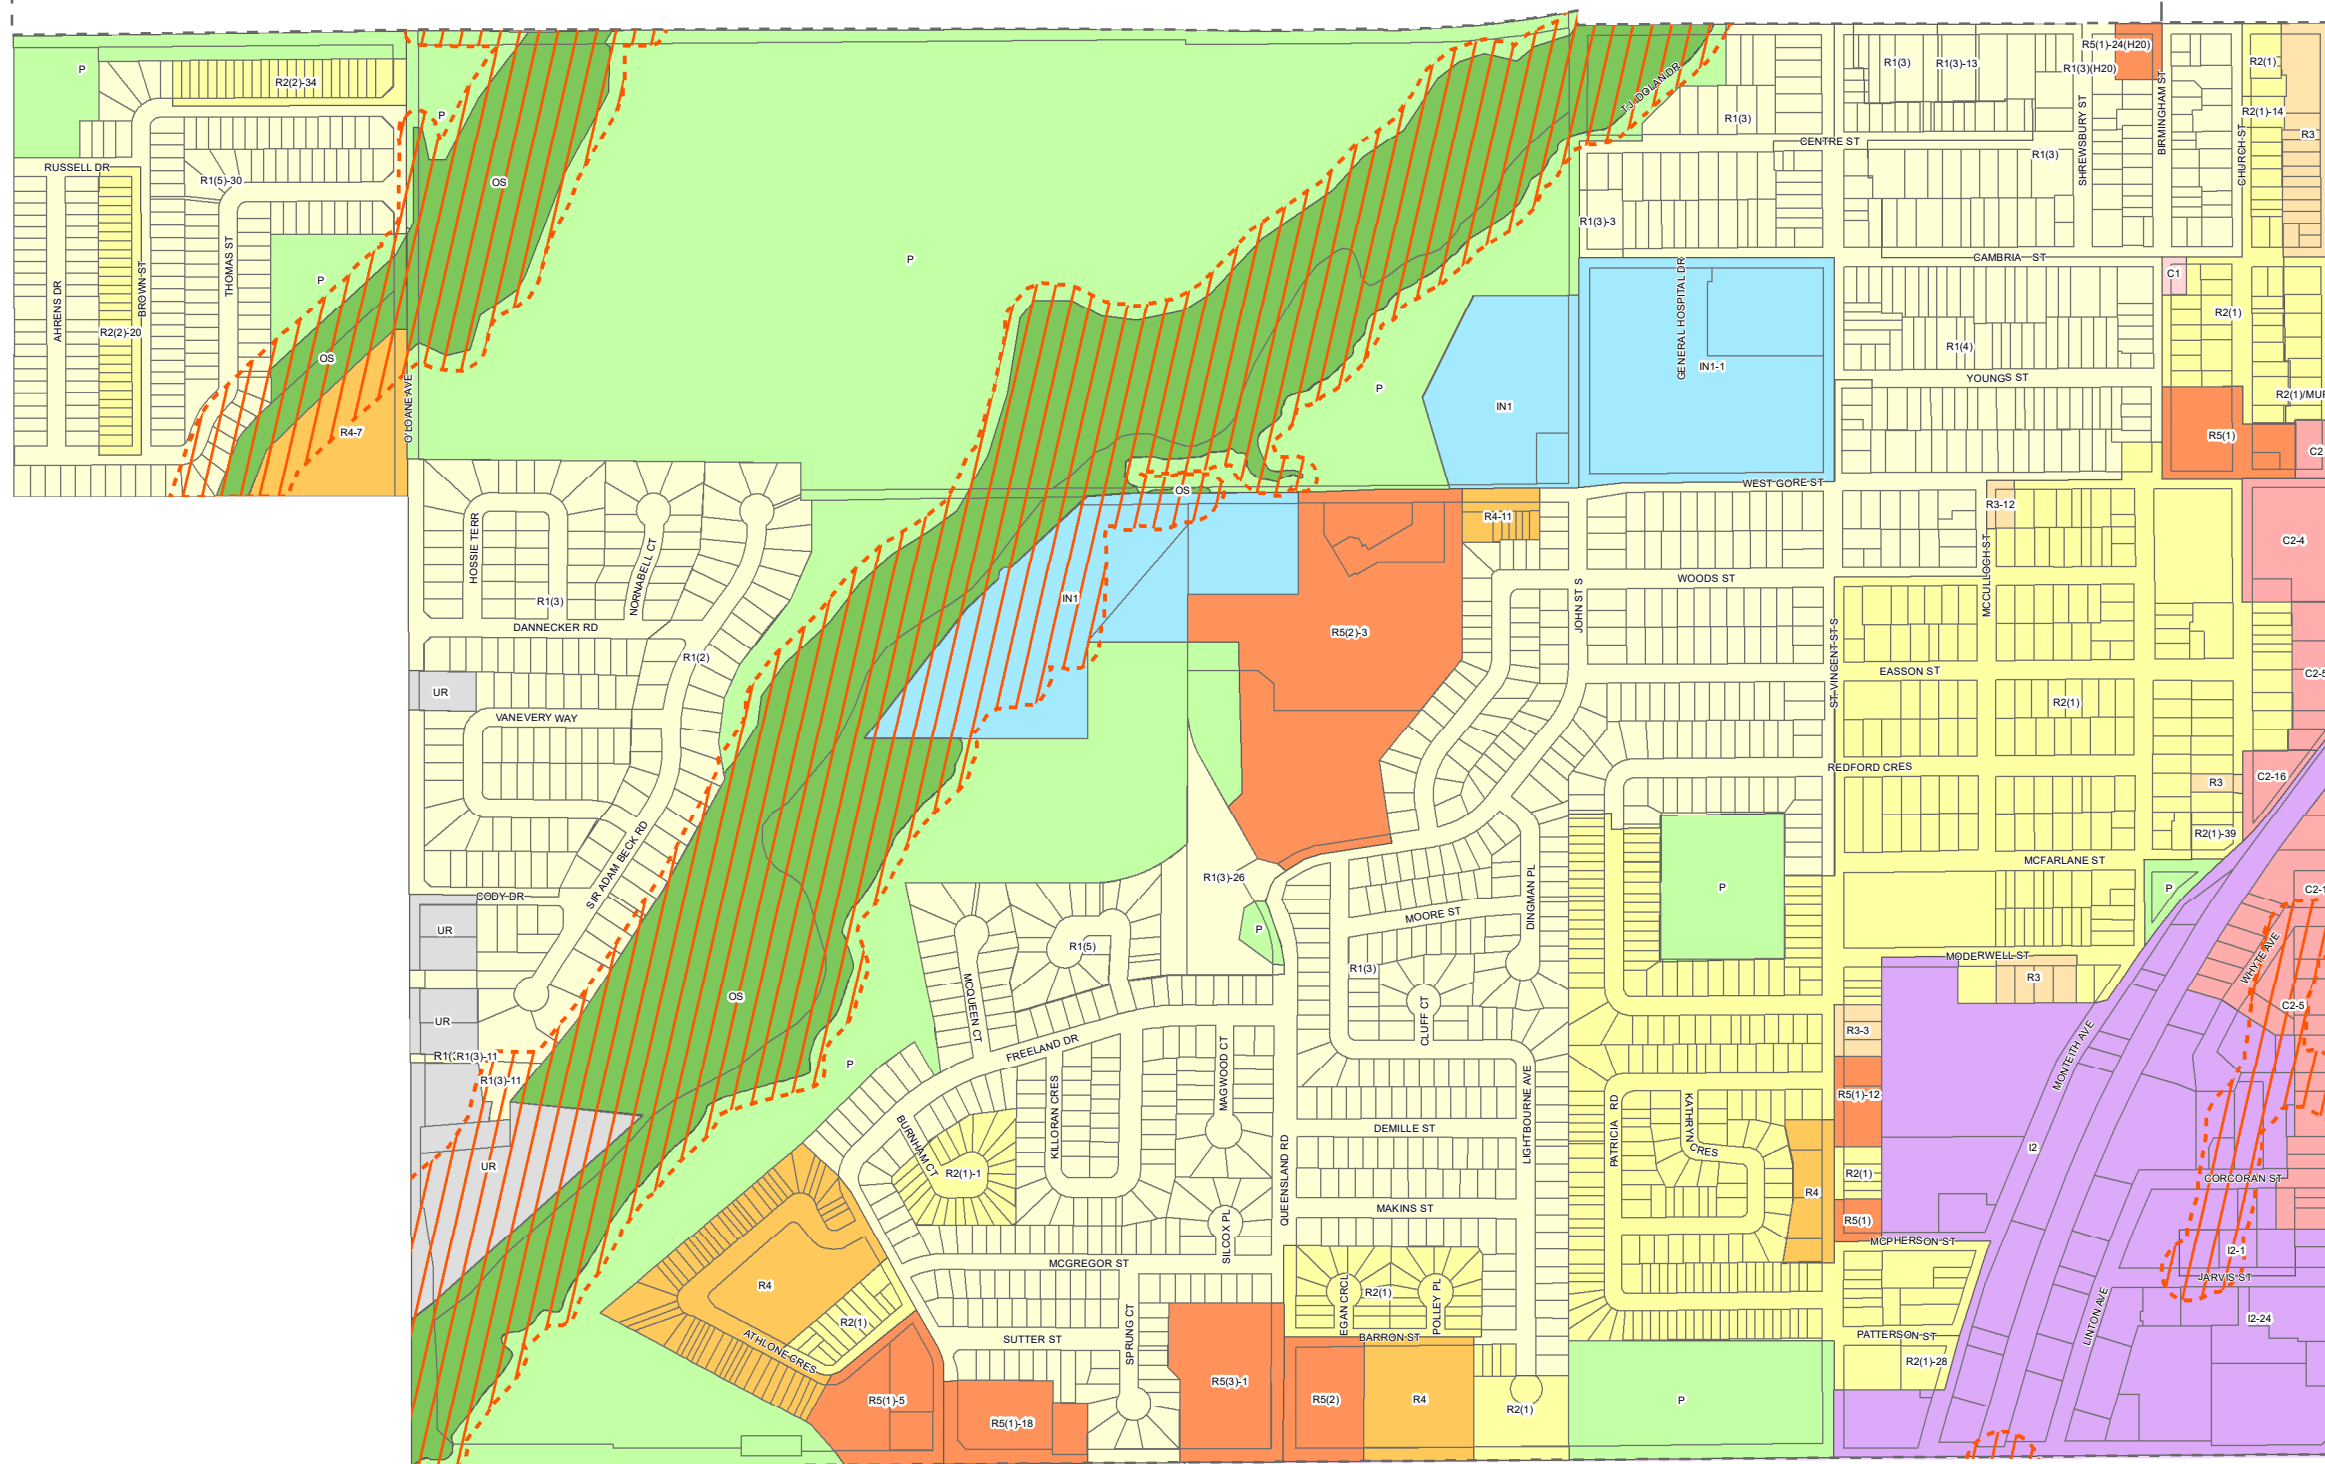 P
R2(2)-34
P
R1(3)
R1(3)-13
R5(1)-24(H20)
R1(3)(H20)
R2(1)
T.J. DOLAN DR
R1(3)
R2(1)-14
R3
CENTRE ST
R1(3)
SHREWSBURY ST
BIRMINGHAM ST
CHURCH ST
RUSSELL DR
R1(5)-30
OS
R1(3)-3
P
P
CAMBRIA ST
C1
THOMAS ST
BROWN ST
AHRENS DR
R2(2)-20
OS
R4-7
O'LOANE AVE
P
GENERAL HOSPITAL DR
IN1-1
IN1
R2(1)
R1(4)
YOUNGS ST
R2(1)/MUR
R5(1)
C2
WEST GORE ST
OS
R4-11
R3-12
C2-4
HOSSIE TERR
NORNABELL CT
R1(3)
DANNECKER RD
IN1
R5(2)-3
WOODS ST
JOHN ST S
MCCULLOGH ST
ST VINCENT ST S
EASSON ST
C2-5
R1(2)
UR
VANEVERY WAY
R2(1)
REDFORD CRES
R3
C2-16
R2(1)-39
SIR ADAM BECK RD
CODY DR
MCFARLANE ST
R1(3)-26
P
P
C2-1
DINGMAN PL
MOORE ST
P
UR
R1(5)
R1(3)
MODERWELL ST
WHYTE AVE
R3
MCQUEEN CT
OS
CLUFF CT
C2-5
UR
R3-3
R1(
R1(3)-11
R1(3)-11
P
FREELAND DR
MONTEITH AVE
R5(1)-12
KILLORAN CRES
MAGWOOD CT
LIGHTBOURNE AVE
PATRICIA RD
KATHRYN CRES
DEMILLE ST
BURNHAM CT
I2
UR
R2(1)-1
QUEENSLAND RD
R2(1)
CORCORAN ST
R4
MAKINS ST
R5(1)
SILCOX PL
MCPHERSON ST
I2-1
MCGREGOR ST
JARVIS ST
R4
EGAN CRCL
R2(1)
POLLEY PL
LINTON AVE
R2(1)
I2-24
ATHLONE CRES
SUTTER ST
SPRUNG CT
BARRON ST
PATTERSON ST
R2(1)-28
R5(3)-1
R5(1)-5
R5(2)
R4
P
R2(1)
R5(1)-18